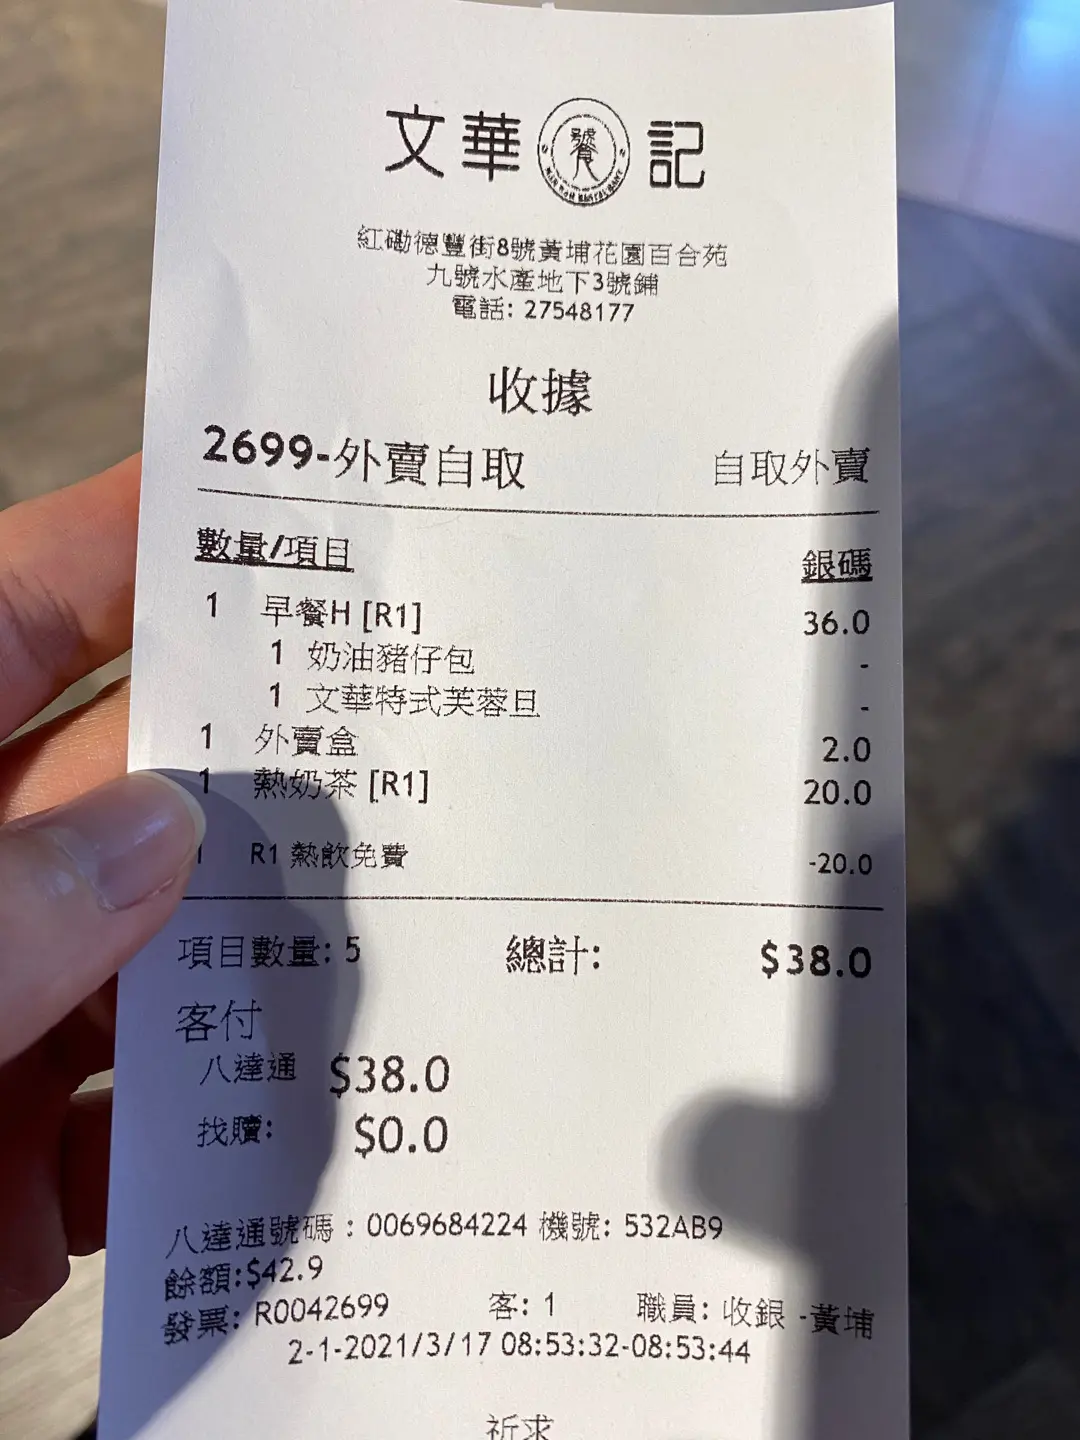 文華 饗 記
紅磡德豐街8號黃埔花園百合苑
九號水產地下3號鋪
電話: 27548177
收據
2699-外賣自取 自取外賣
數量/項目 銀碼
1 早餐H [R1] 36.0
1 奶油豬仔包 -
1 文華特式芙蓉旦 -
1 外賣盒 2.0
1 熱奶茶 [R1] 20.0
1 R1 熱飲免費 -20.0
項目數量: 5 總計: $38.0
客付
八達通 $38.0
找贖: $0.0
八達通號碼 : 0069684224 機號: 532AB9
餘額:$42.9
發票: R0042699 客: 1 職員: 收銀 -黃埔
2-1-2021/3/17 08:53:32-08:53:44
祈求